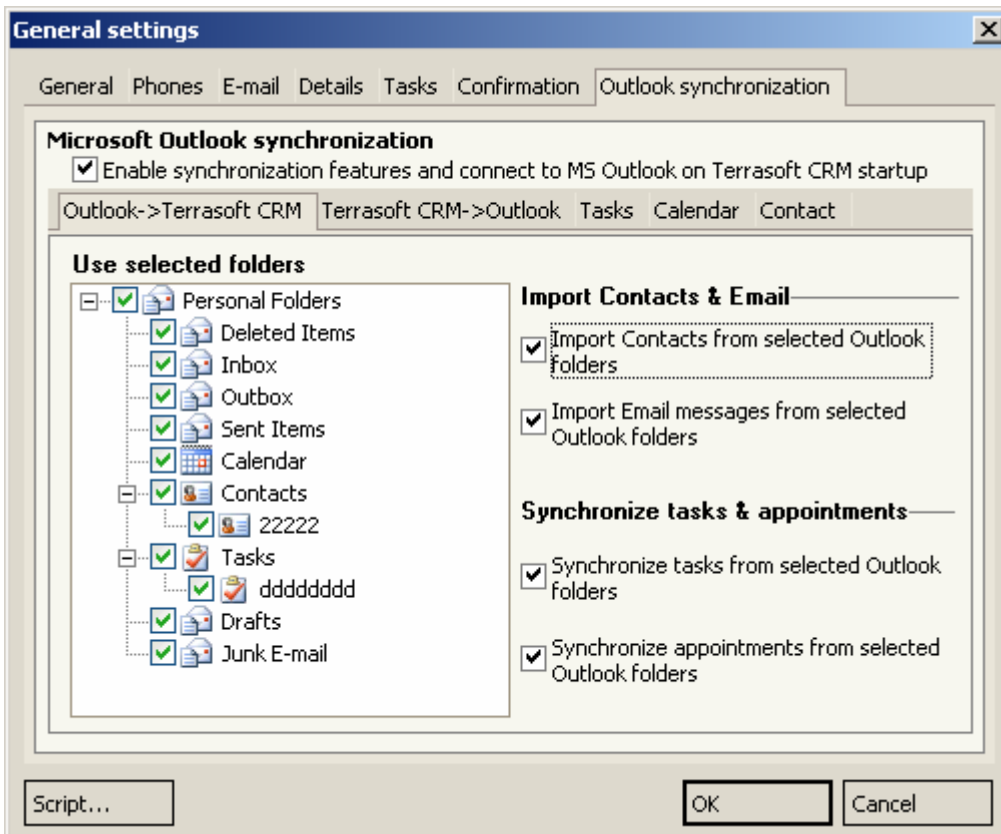 General settings
General Phones E-mail Details Tasks Confirmation Outlook synchronization
Microsoft Outlook synchronization
Enable synchronization features and connect to MS Outlook on Terrasoft CRM startup
Outlook->Terrasoft CRM Terrasoft CRM->Outlook Tasks Calendar Contact
Use selected folders
Personal Folders
Deleted Items
Inbox
Outbox
Sent Items
Calendar
Contacts
22222
Tasks
dddddddd
Drafts
Junk E-mail
Import Contacts & Email
Import Contacts from selected Outlook
folders
Import Email messages from selected
Outlook folders
Synchronize tasks & appointments
Synchronize tasks from selected Outlook
folders
Synchronize appointments from selected
Outlook folders
Script...
OK
Cancel